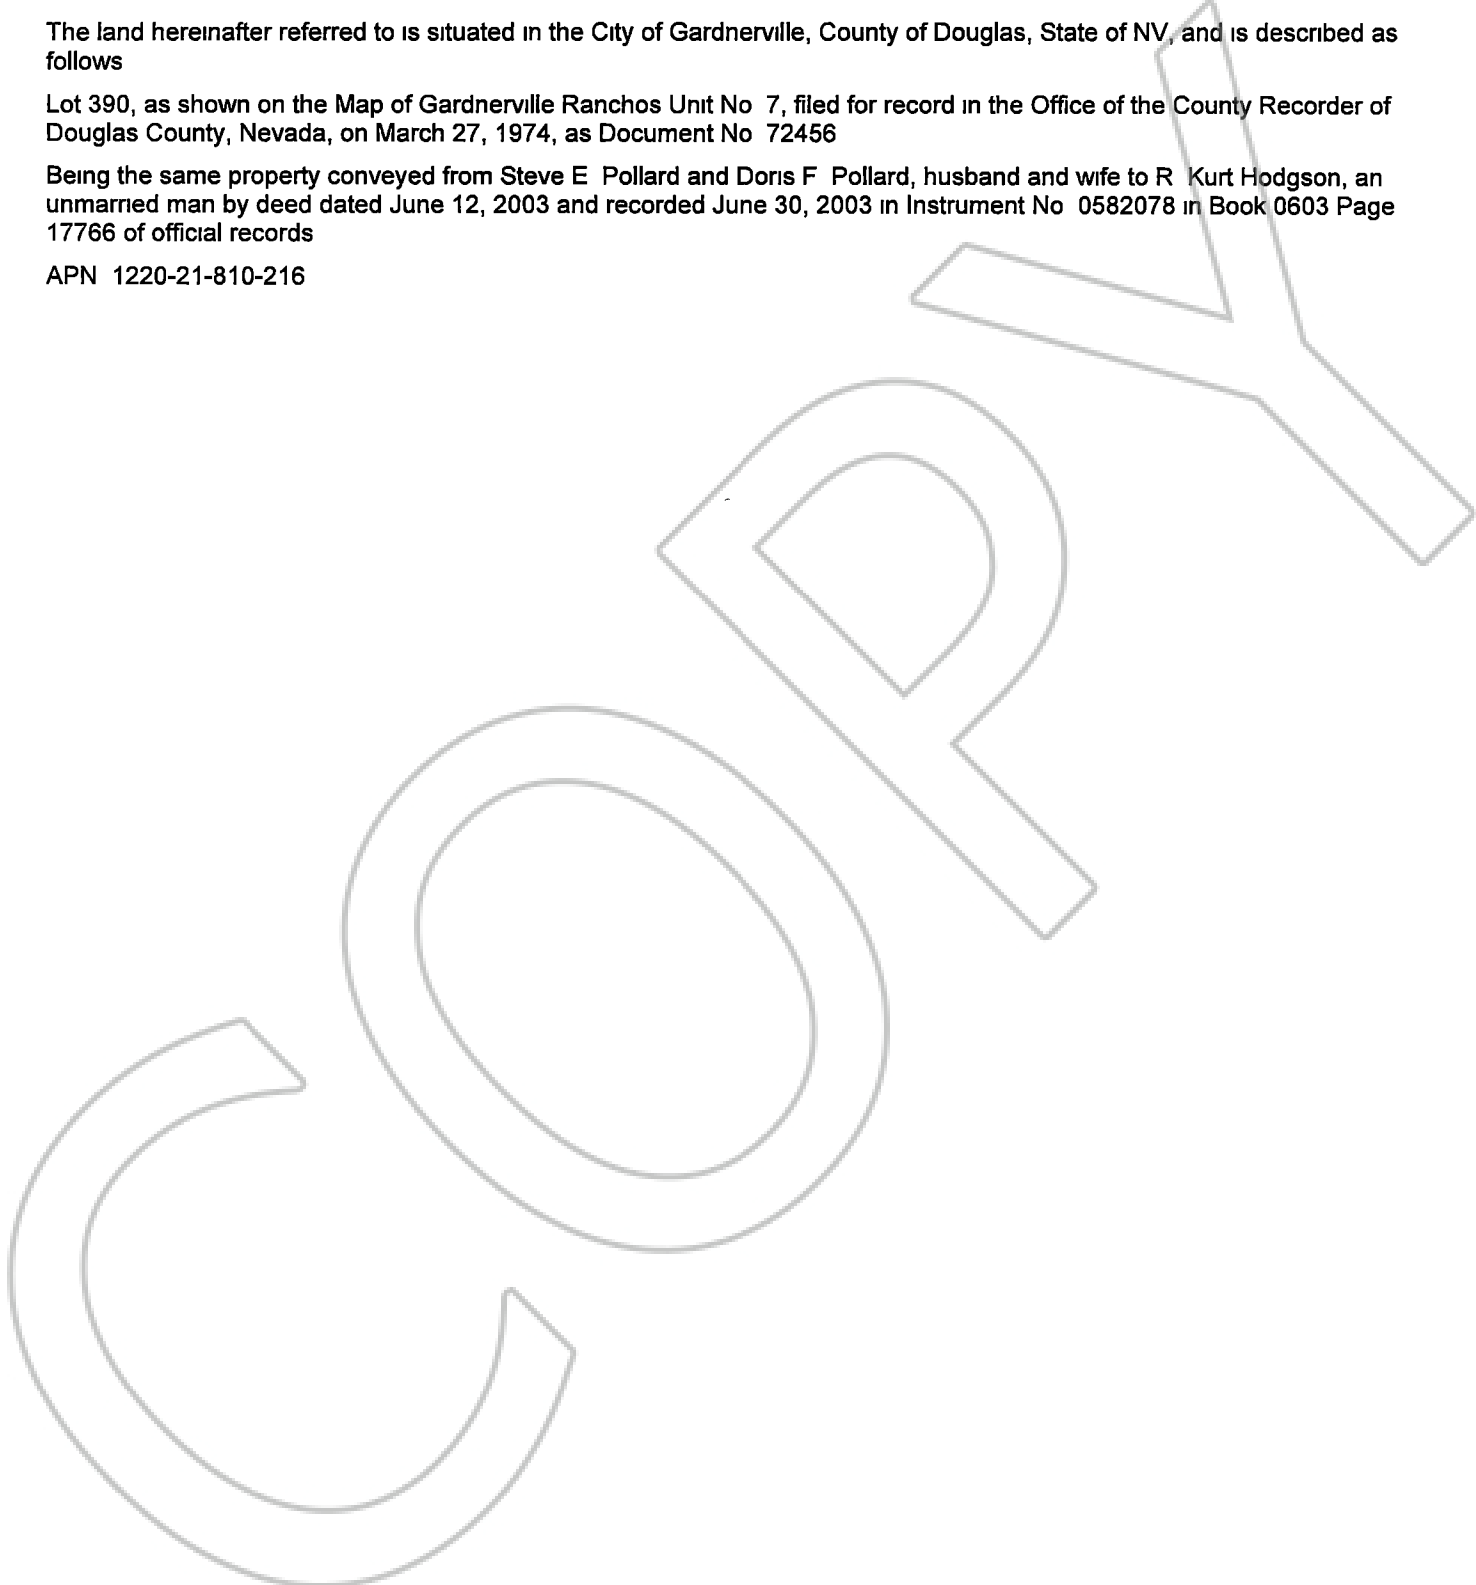 The land hereinafter referred to is situated in the City of Gardnerville, County of Douglas, State of NV, and is described as
follows
Lot 390, as shown on the Map of Gardnerville Ranchos Unit No 7, filed for record in the Office of the County Recorder of
Douglas County, Nevada, on March 27, 1974, as Document No 72456
Being the same property conveyed from Steve E Pollard and Doris F Pollard, husband and wife to R Kurt Hodgson, an
unmarried man by deed dated June 12, 2003 and recorded June 30, 2003 in Instrument No 0582078 in Book 0603 Page
17766 of official records
APN 1220-21-810-216
COPY